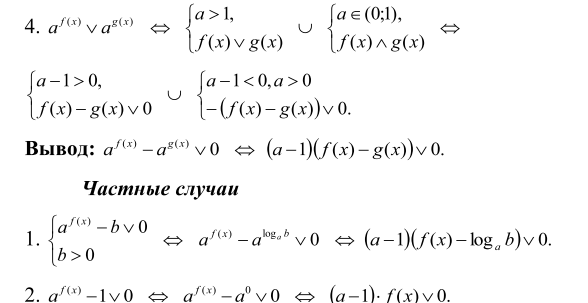 4. a^{f(x)} ∨ a^{g(x)} ⇔ { a > 1, f(x) ∨ g(x) ∪ { a ∈ (0;1), f(x) ∧ g(x) ⇔
{ a − 1 > 0, f(x) − g(x) ∨ 0 ∪ { a − 1 < 0, a > 0 −(f(x) − g(x)) ∨ 0.
Вывод: a^{f(x)} − a^{g(x)} ∨ 0 ⇔ (a − 1)(f(x) − g(x)) ∨ 0.
Частные случаи
1. { a^{f(x)} − b ∨ 0 b > 0 ⇔ a^{f(x)} − a^{log_a b} ∨ 0 ⇔ (a − 1)(f(x) − log_a b) ∨ 0.
2. a^{f(x)} − 1 ∨ 0 ⇔ a^{f(x)} − a^0 ∨ 0 ⇔ (a − 1) · f(x) ∨ 0.